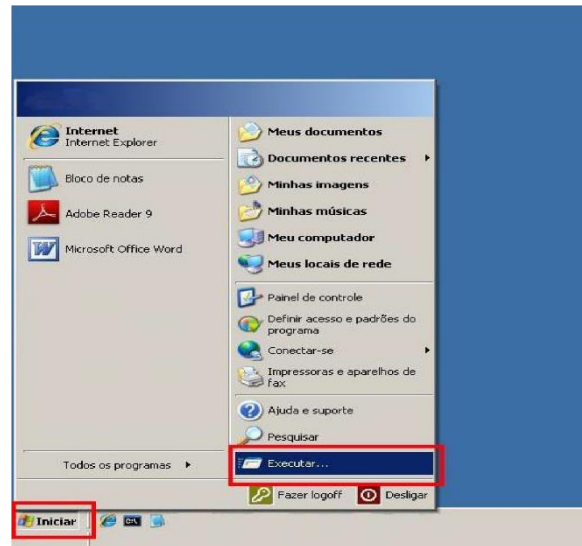 Internet
Internet Explorer
Bloco de notas
Adobe Reader 9
Microsoft Office Word
Todos os programas
Meus documentos
Documentos recentes
Minhas imagens
Minhas músicas
Meu computador
Meus locais de rede
Painel de controle
Definir acesso e padrões do
programa
Conectar-se
Impressoras e aparelhos de
fax
Ajuda e suporte
Pesquisar
Executar...
Fazer logoff
Desligar
Iniciar